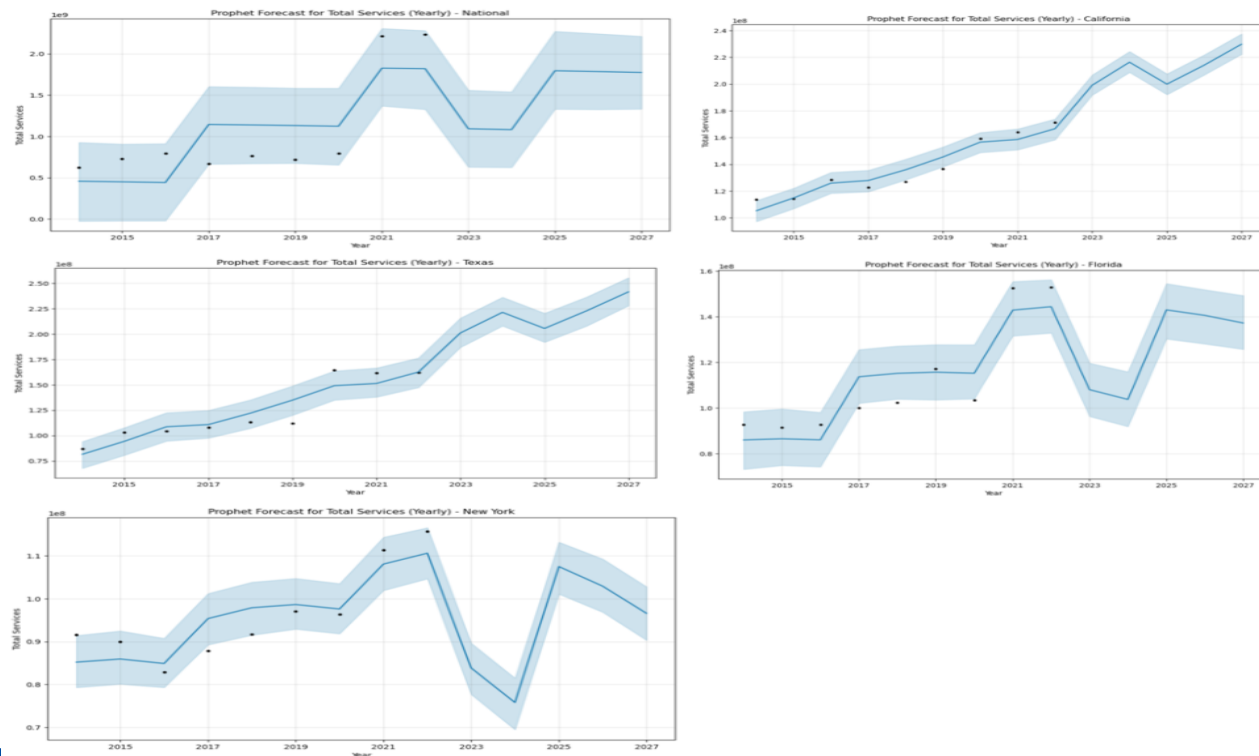 Prophet Forecast for Total Services (Yearly) - National
1e9
2.0
1.5
1.0
0.5
0.0
Total Services
2015 2017 2019 2021 2023 2025 2027
Year
Prophet Forecast for Total Services (Yearly) - California
1e8
2.4
2.2
2.0
1.8
1.6
1.4
1.2
1.0
Total Services
2015 2017 2019 2021 2023 2025 2027
Year
Prophet Forecast for Total Services (Yearly) - Texas
1e8
2.50
2.25
2.00
1.75
1.50
1.25
1.00
0.75
Total Services
2015 2017 2019 2021 2023 2025 2027
Year
Prophet Forecast for Total Services (Yearly) - Florida
1e8
1.6
1.4
1.2
1.0
0.8
Total Services
2015 2017 2019 2021 2023 2025 2027
Year
Prophet Forecast for Total Services (Yearly) - New York
1e8
1.1
1.0
0.9
0.8
0.7
Total Services
2015 2017 2019 2021 2023 2025 2027
Year